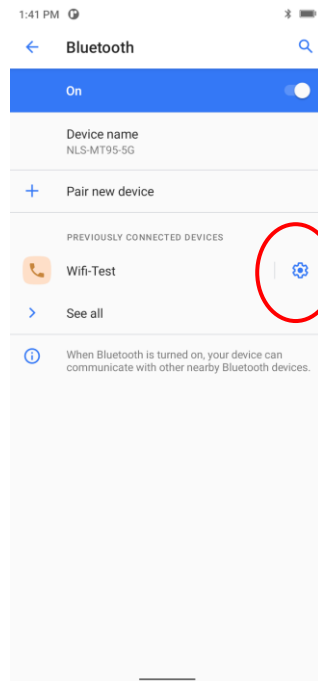 1:41 PM
Bluetooth
On
Device name
NLS-MT95-5G
Pair new device
PREVIOUSLY CONNECTED DEVICES
Wifi-Test
See all
When Bluetooth is turned on, your device can
communicate with other nearby Bluetooth devices.